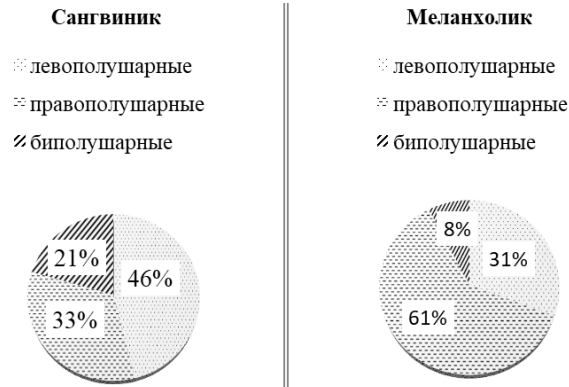 Сангвиник
левополушарные
правополушарные
биполушарные
21%
46%
33%
Меланхолик
левополушарные
правополушарные
биполушарные
8%
31%
61%